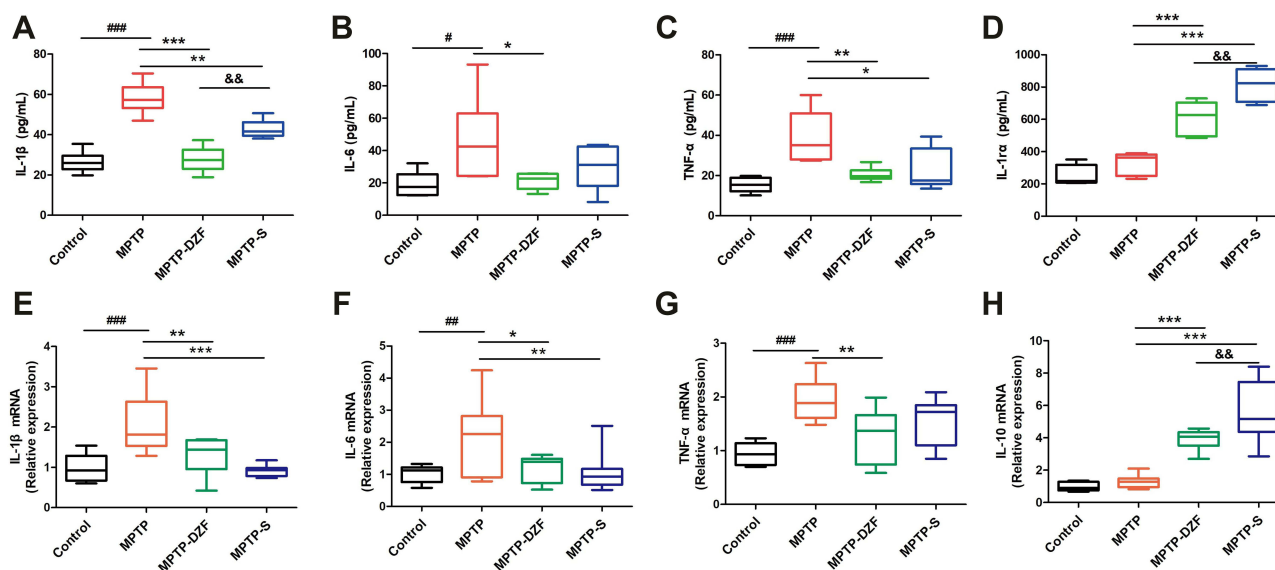 A
###
***
**
&&
IL-1β (pg/mL)
80
60
40
20
0
Control
MPTP
MPTP-DZF
MPTP-S
B
#
*
IL-6 (pg/mL)
100
80
60
40
20
0
Control
MPTP
MPTP-DZF
MPTP-S
C
###
**
*
TNF-α (pg/mL)
80
60
40
20
0
Control
MPTP
MPTP-DZF
MPTP-S
D
***
***
&&
IL-1rα (pg/mL)
1000
800
600
400
200
0
Control
MPTP
MPTP-DZF
MPTP-S
E
###
**
***
IL-1β mRNA
(Relative expression)
4
3
2
1
0
Control
MPTP
MPTP-DZF
MPTP-S
F
##
*
**
IL-6 mRNA
(Relative expression)
5
4
3
2
1
0
Control
MPTP
MPTP-DZF
MPTP-S
G
###
**
TNF-α mRNA
(Relative expression)
3
2
1
0
Control
MPTP
MPTP-DZF
MPTP-S
H
***
***
&&
IL-10 mRNA
(Relative expression)
10
8
6
4
2
0
Control
MPTP
MPTP-DZF
MPTP-S